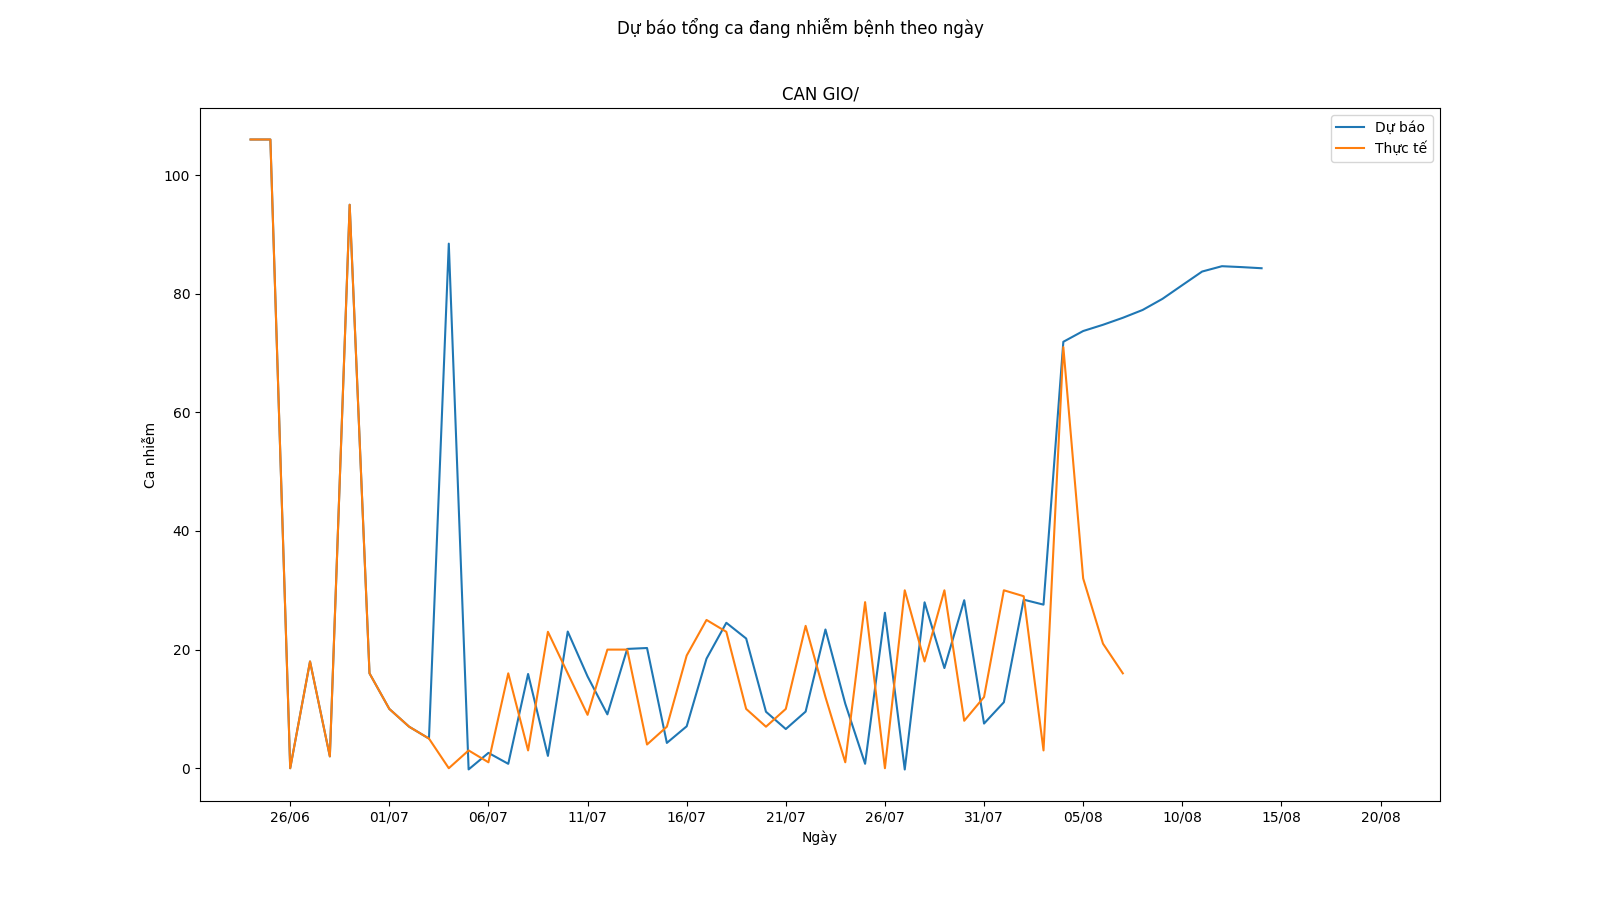 Dự báo tổng ca đang nhiễm bệnh theo ngày
CAN GIO/
Dự báo
Thực tế
100
80
60
40
20
0
Ca nhiễm
26/06 01/07 06/07 11/07 16/07 21/07 26/07 31/07 05/08 10/08 15/08 20/08
Ngày